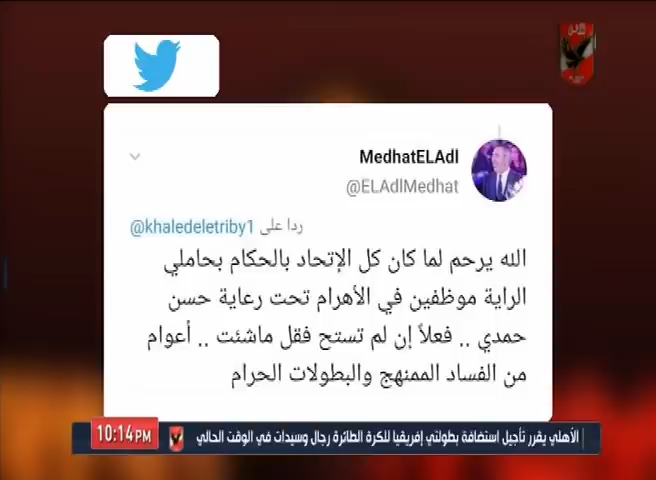 MedhatELAdl
@ELAdlMedhat
ردا على @khaledeletriby1
الله يرحم لما كان كل الإتحاد بالحكام بحاملي
الراية موظفين في الأهرام تحت رعاية حسن
حمدي .. فعلاً إن لم تستح فقل ماشئت .. أعوام
من الفساد الممنهج والبطولات الحرام
10:14 PM
الأهلي يقرر تأجيل استضافة بطولتي إفريقيا للكرة الطائرة رجال وسيدات في الوقت الحالي